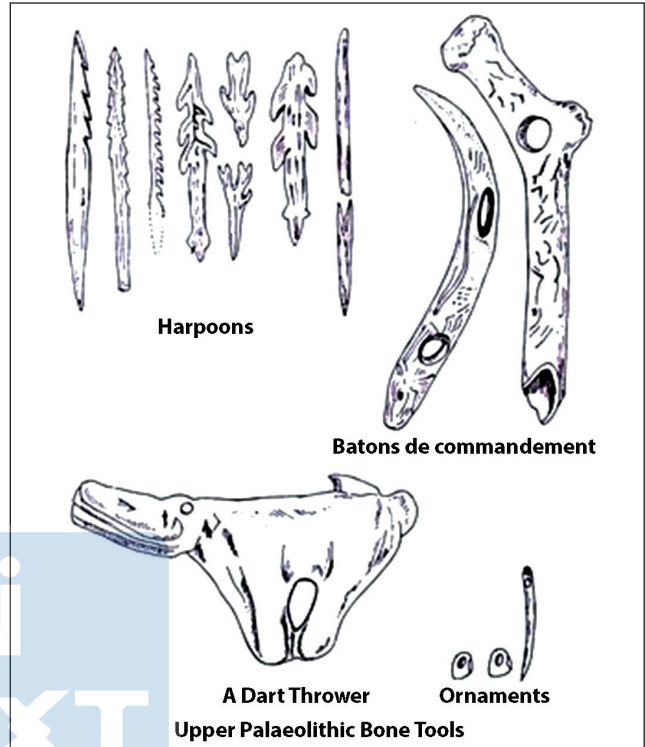 Harpoons
Batons de commandement
A Dart Thrower
Ornaments
Upper Palaeolithic Bone Tools